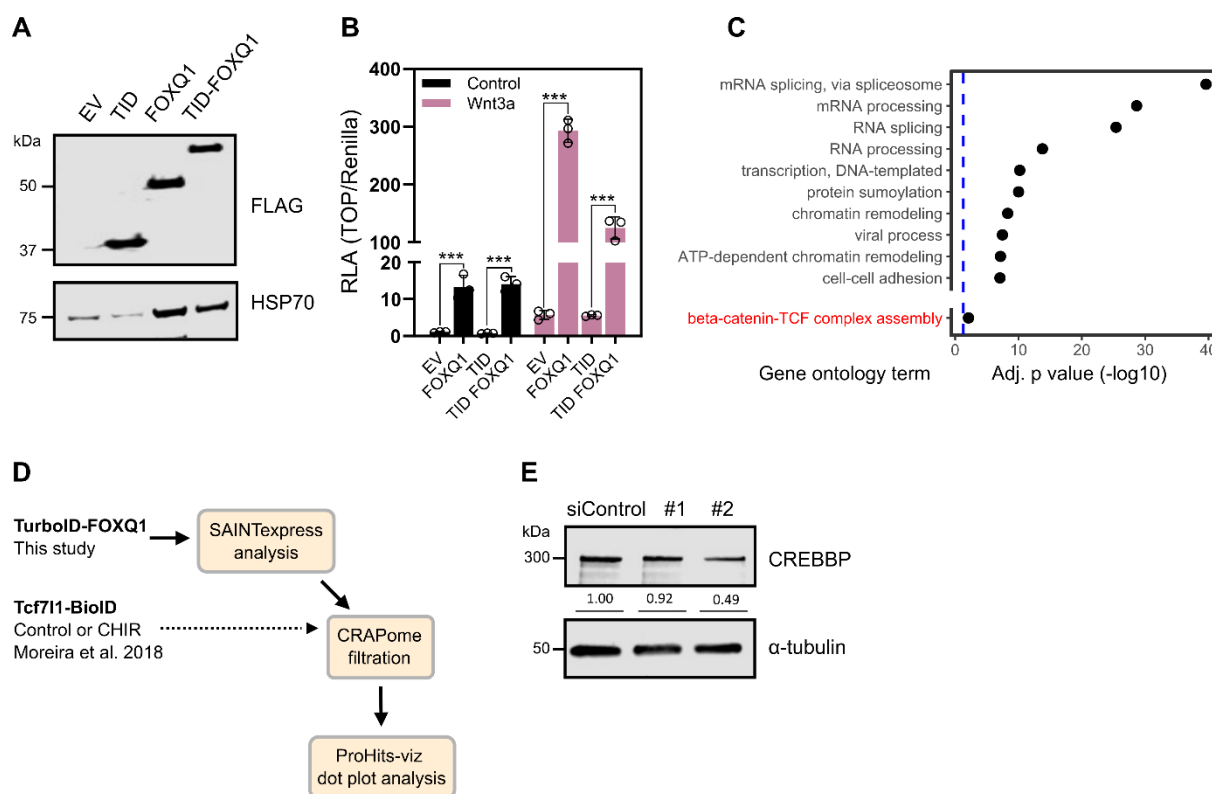 A
EV
TID
FOXQ1
TID-FOXQ1
kDa
50
37
FLAG
75
HSP70
B
RLA (TOP/Renilla)
400
300
200
100
20
15
10
5
0
Control
Wnt3a
***
***
***
***
EV
FOXQ1
TID
TID FOXQ1
EV
FOXQ1
TID
TID FOXQ1
C
mRNA splicing, via spliceosome
mRNA processing
RNA splicing
RNA processing
transcription, DNA-templated
protein sumoylation
chromatin remodeling
viral process
ATP-dependent chromatin remodeling
cell-cell adhesion
beta-catenin-TCF complex assembly
0 10 20 30 40
Gene ontology term
Adj. p value (-log10)
D
TurboID-FOXQ1
This study
SAINTexpress
analysis
Tcf7l1-BioID
Control or CHIR
Moreira et al. 2018
CRAPome
filtration
ProHits-viz
dot plot analysis
E
siControl #1 #2
kDa
300
CREBBP
1.00 0.92 0.49
50
α-tubulin